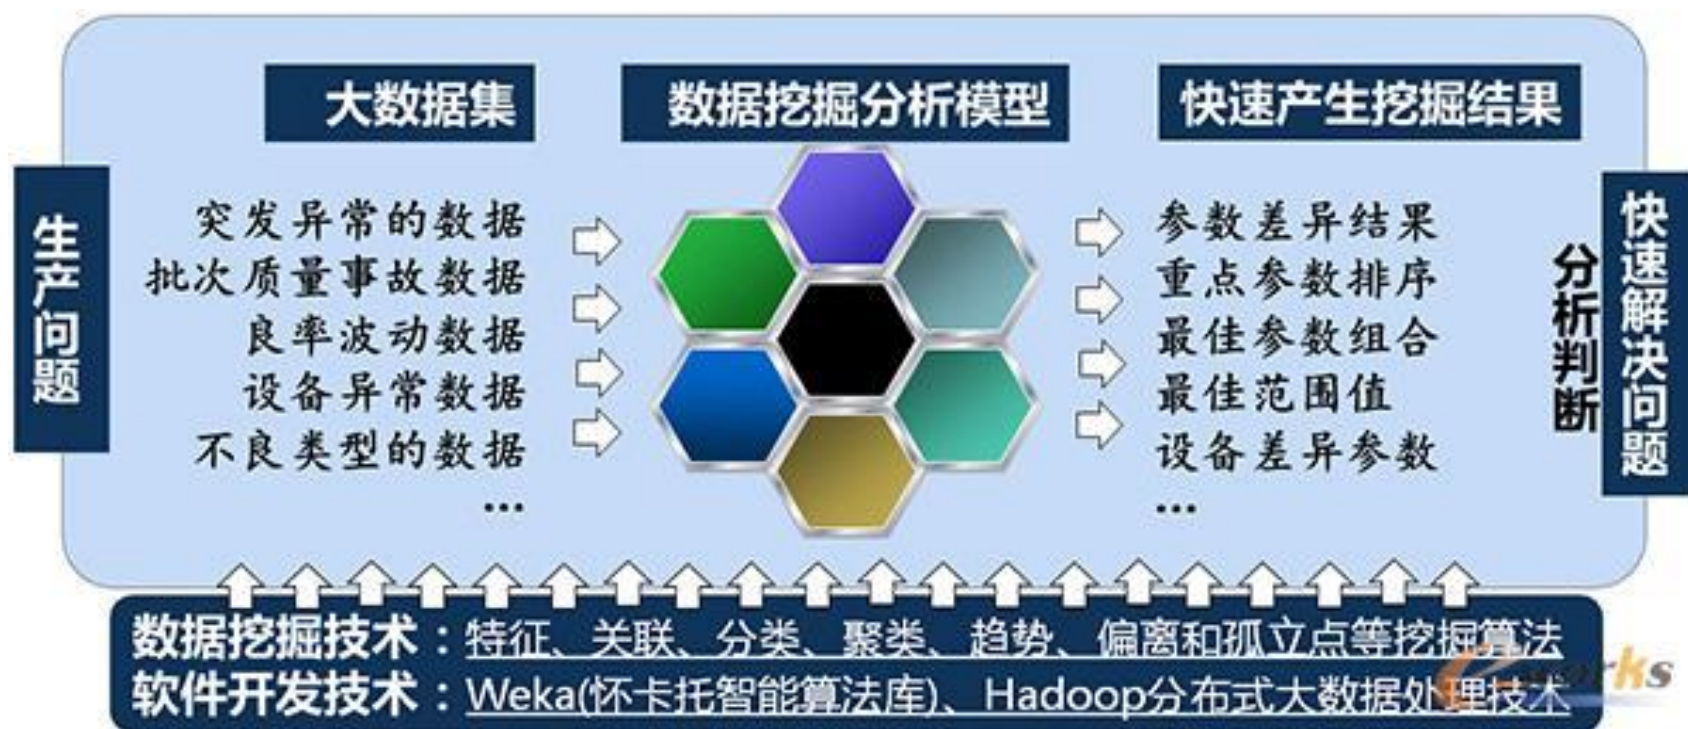 大数据集
数据挖掘分析模型
快速产生挖掘结果
生产问题
突发异常的数据
批次质量事故数据
良率波动数据
设备异常数据
不良类型的数据
...
参数差异结果
重点参数排序
最佳参数组合
最佳范围值
设备差异参数
...
分析判断
快速解决问题
数据挖掘技术：特征、关联、分类、聚类、趋势、偏离和孤立点等挖掘算法
软件开发技术：Weka(怀卡托智能算法库)、Hadoop分布式大数据处理技术
e-works